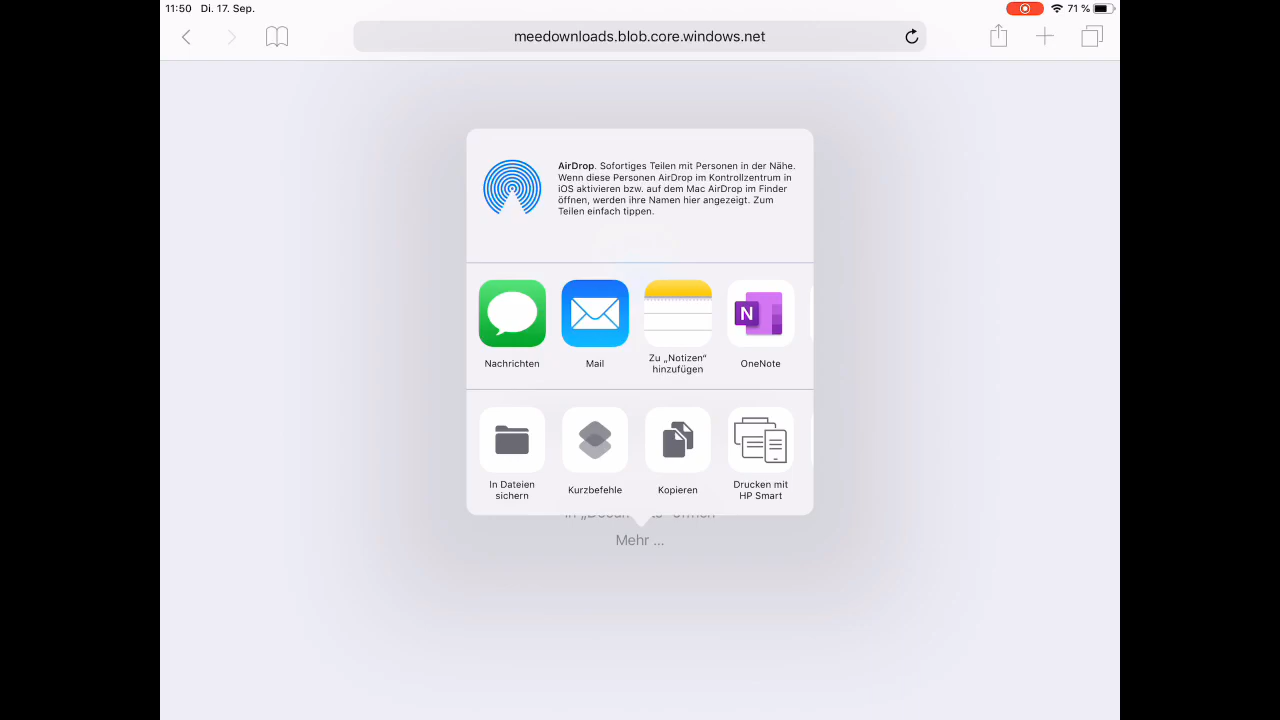 11:50 Di. 17. Sep. 71 %
meedownloads.blob.core.windows.net
AirDrop. Sofortiges Teilen mit Personen in der Nähe.
Wenn diese Personen AirDrop im Kontrollzentrum in
iOS aktivieren bzw. auf dem Mac AirDrop im Finder
öffnen, werden ihre Namen hier angezeigt. Zum
Teilen einfach tippen.
N
Nachrichten
Mail
Zu „Notizen“
hinzufügen
OneNote
In Dateien
sichern
Kurzbefehle
Kopieren
Drucken mit
HP Smart
Mehr ...